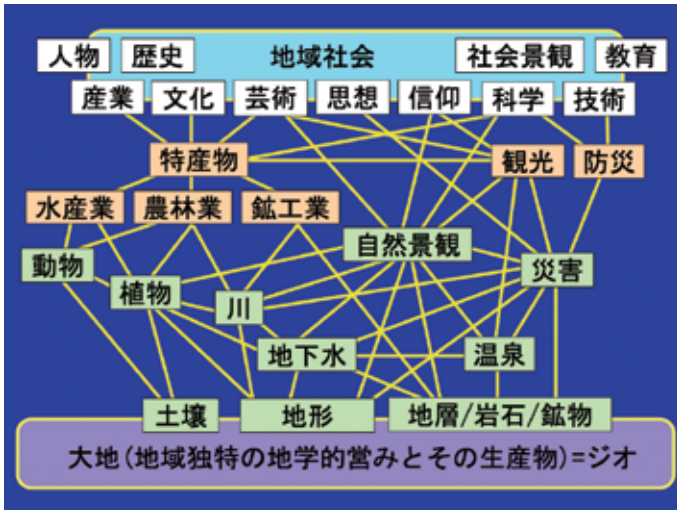 人物 歴史 地域社会 社会景観 教育
産業 文化 芸術 思想 信仰 科学 技術
特産物 観光 防災
水産業 農林業 鉱工業
自然景観
動物 災害
植物
川
地下水 温泉
土壌 地形 地層/岩石/鉱物
大地(地域独特の地学的営みとその生産物)=ジオ